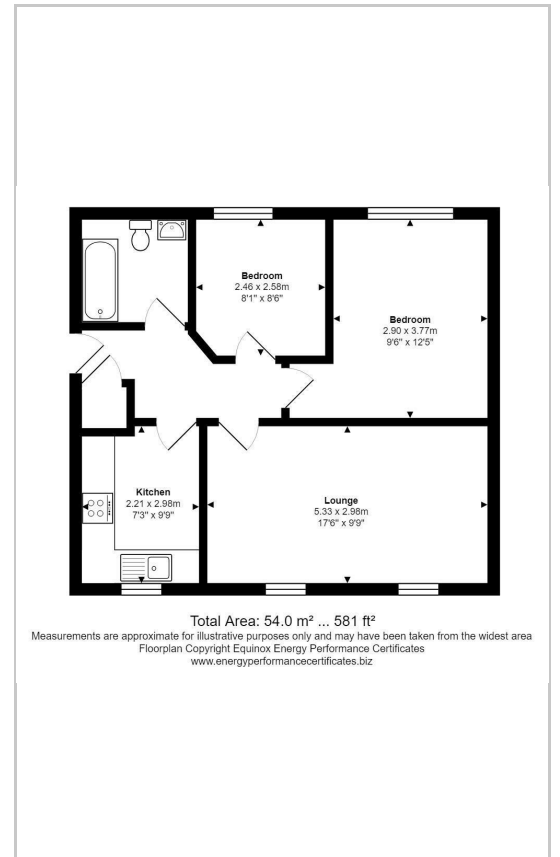 Bedroom
2.46 x 2.58m
8'1" x 8'6"
Bedroom
2.90 x 3.77m
9'6" x 12'5"
Kitchen
2.21 x 2.98m
7'3" x 9'9"
Lounge
5.33 x 2.98m
17'6" x 9'9"
Total Area: 54.0 m² ... 581 ft²
Measurements are approximate for illustrative purposes only and may have been taken from the widest area
Floorplan Copyright Equinox Energy Performance Certificates
www.energyperformancecertificates.biz